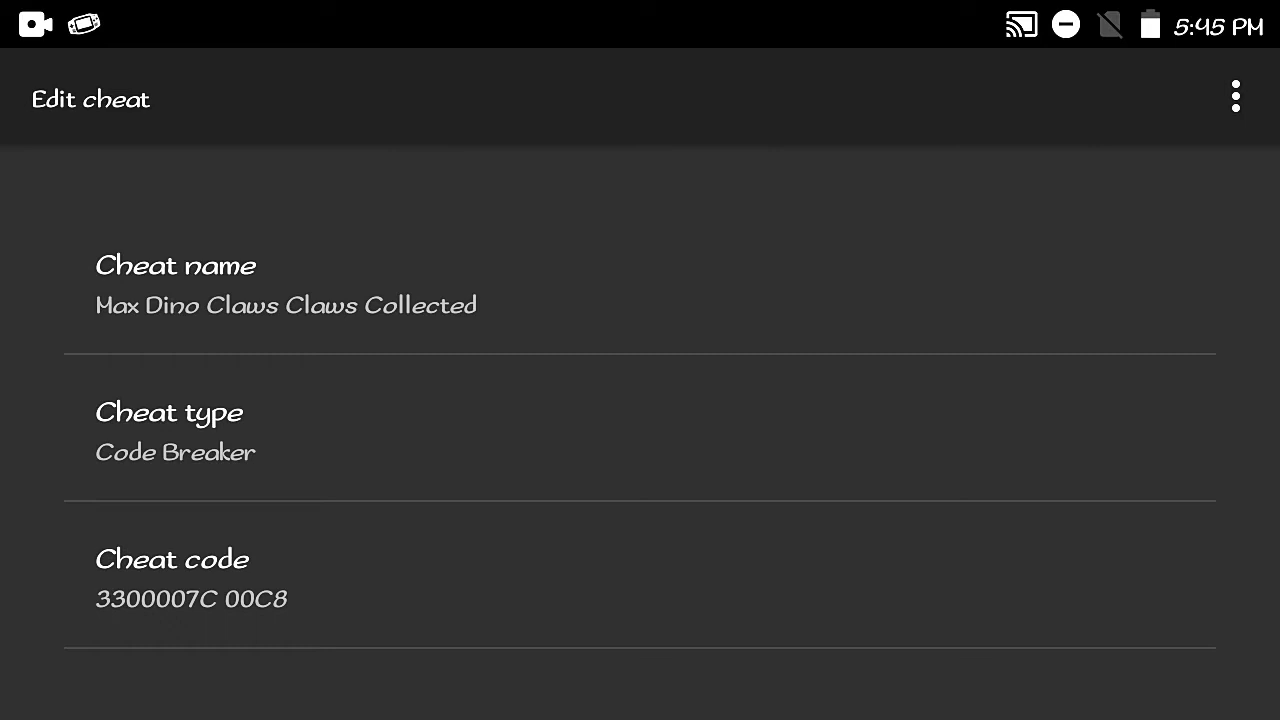 5:45 PM
Edit cheat
Cheat name
Max Dino Claws Claws Collected
Cheat type
Code Breaker
Cheat code
3300007C 00C8